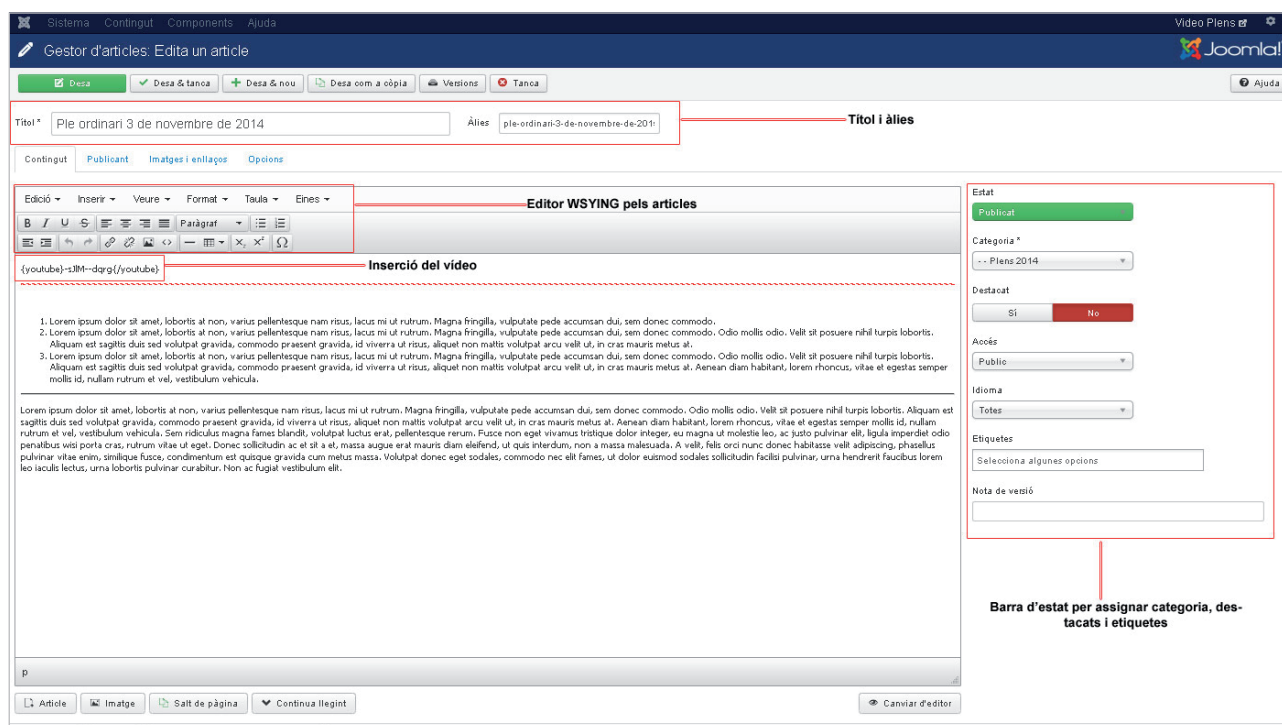 Sistema Contingut Components Ajuda
Video Plens
Gestor d'articles: Edita un article
Joomla!
Desa
Desa & tanca
Desa & nou
Desa com a còpia
Versions
Tanca
Ajuda
Títol * Ple ordinari 3 de novembre de 2014
Àlies ple-ordinari-3-de-novembre-de-201
Títol i àlies
Contingut Publicant Imatges i enllaços Opcions
Edició Inserir Veure Format Taula Eines
Editor WSYING pels articles
B I U S Paràgraf
{youtube}-sJlM--dqrg{/youtube}
Inserció del vídeo
1. Lorem ipsum dolor sit amet, lobortis at non, varius pellentesque nam risus, lacus mi ut rutrum. Magna fringilla, vulputate pede accumsan dui, sem donec commodo.
2. Lorem ipsum dolor sit amet, lobortis at non, varius pellentesque nam risus, lacus mi ut rutrum. Magna fringilla, vulputate pede accumsan dui, sem donec commodo. Odio mollis odio. Velit sit posuere nihil turpis lobortis.
Aliquam est sagittis duis sed volutpat gravida, commodo praesent gravida, id viverra ut risus, aliquet non mattis volutpat arcu velit ut, in cras mauris metus at.
3. Lorem ipsum dolor sit amet, lobortis at non, varius pellentesque nam risus, lacus mi ut rutrum. Magna fringilla, vulputate pede accumsan dui, sem donec commodo. Odio mollis odio. Velit sit posuere nihil turpis lobortis.
Aliquam est sagittis duis sed volutpat gravida, commodo praesent gravida, id viverra ut risus, aliquet non mattis volutpat arcu velit ut, in cras mauris metus at. Aenean diam habitant, lorem rhoncus, vitae et egestas semper
mollis id, nullam rutrum et vel, vestibulum vehicula.
Lorem ipsum dolor sit amet, lobortis at non, varius pellentesque nam risus, lacus mi ut rutrum. Magna fringilla, vulputate pede accumsan dui, sem donec commodo. Odio mollis odio. Velit sit posuere nihil turpis lobortis. Aliquam est
sagittis duis sed volutpat gravida, commodo praesent gravida, id viverra ut risus, aliquet non mattis volutpat arcu velit ut, in cras mauris metus at. Aenean diam habitant, lorem rhoncus, vitae et egestas semper mollis id, nullam
rutrum et vel, vestibulum vehicula. Sem ridiculus magna fames blandit, volutpat luctus erat, pellentesque rerum. Fusce non eget vivamus tristique dolor integer, eu magna ut molestie leo, ac justo pulvinar elit, ligula imperdiet odio
penatibus wisi porta cras, rutrum vitae ut eget. Donec sollicitudin ac et sit a et, massa augue erat mauris diam eleifend, ut quis interdum, non a massa malesuada. A velit, felis orci nunc donec habitasse velit adipiscing, phasellus
pulvinar vitae enim, similique fusce, condimentum est quisque gravida cum metus massa. Volutpat donec eget sodales, commodo nec elit fames, ut dolor euismod sodales sollicitudin facilisi pulvinar, urna hendrerit faucibus lorem
leo iaculis lectus, urna lobortis pulvinar curabitur. Non ac fugiat vestibulum elit.
p
Article
Imatge
Salt de pàgina
Continua llegint
Canviar d'editor
Estat
Publicat
Categoria *
- - Plens 2014
Destacat
Sí No
Accés
Públic
Idioma
Totes
Etiquetes
Selecciona algunes opcions
Nota de versió
Barra d'estat per assignar categoria, des-
tacats i etiquetes